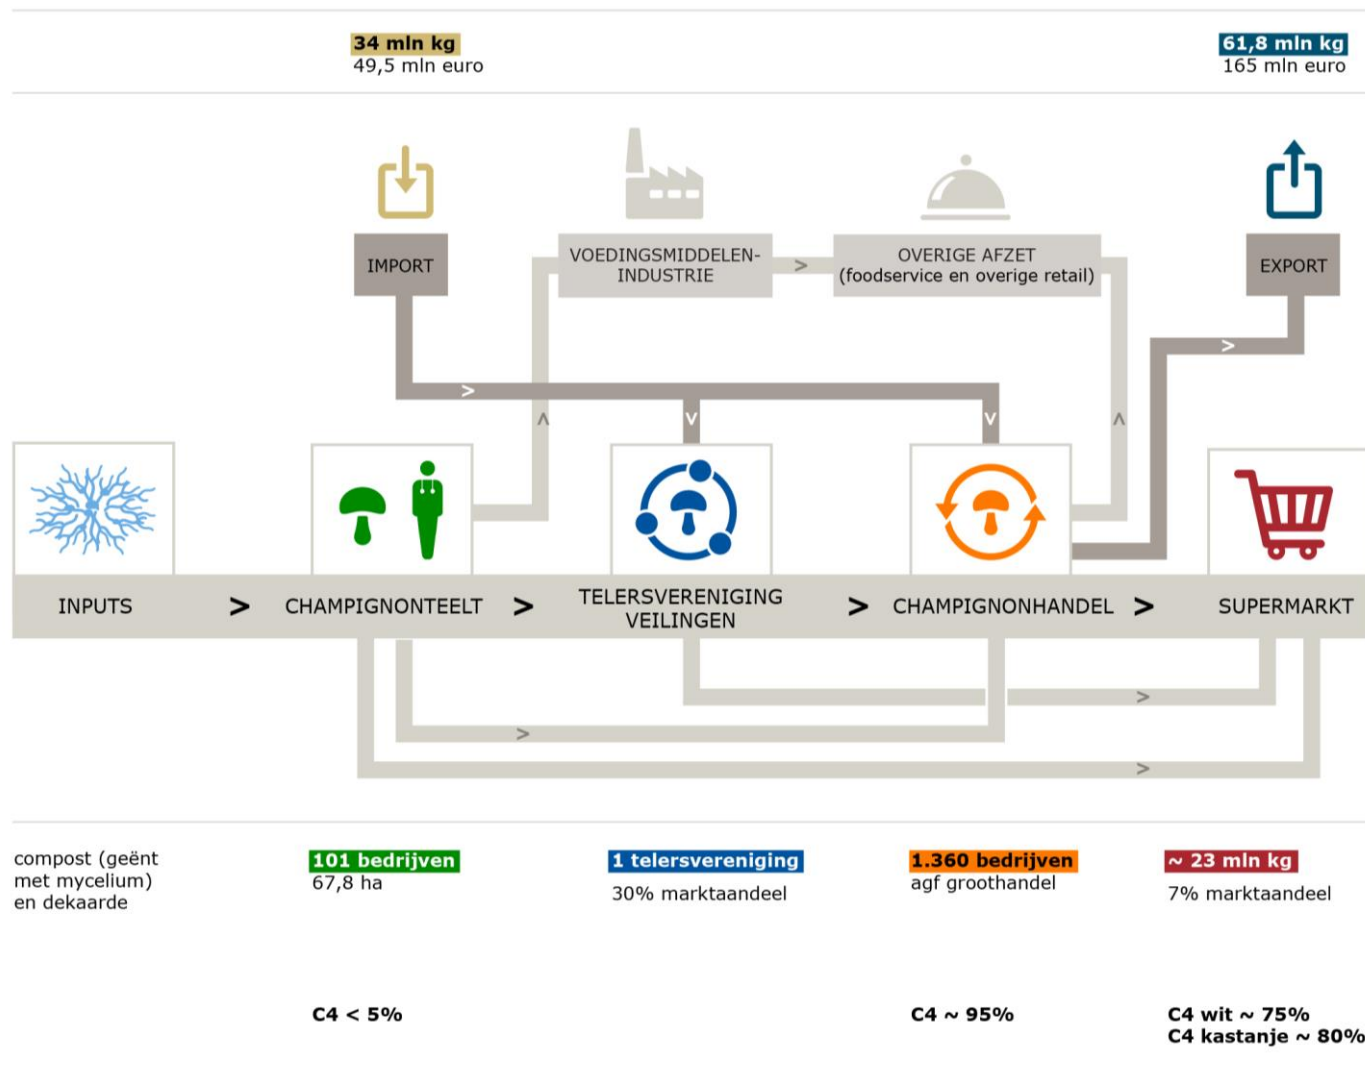 34 mln kg
49,5 mln euro
61,8 mln kg
165 mln euro
IMPORT
VOEDINGSMIDDELEN-
INDUSTRIE
>
OVERIGE AFZET
(foodservice en overige retail)
EXPORT
>
>
>
>
>
>
>
INPUTS
>
CHAMPIGNONTEELT
>
TELERSVERENIGING
VEILINGEN
>
CHAMPIGNONHANDEL
>
SUPERMARKT
>
>
>
compost (geënt
met mycelium)
en dekaarde
101 bedrijven
67,8 ha
1 telersvereniging
30% marktaandeel
1.360 bedrijven
agf groothandel
~ 23 mln kg
7% marktaandeel
C4 < 5%
C4 ~ 95%
C4 wit ~ 75%
C4 kastanje ~ 80%